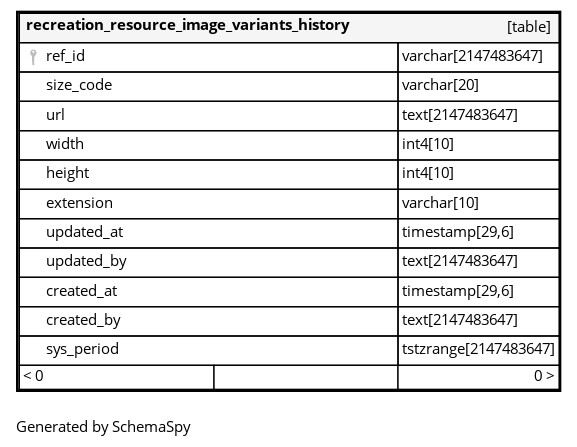 recreation_resource_image_variants_history [table]
ref_id varchar[2147483647]
size_code varchar[20]
url text[2147483647]
width int4[10]
height int4[10]
extension varchar[10]
updated_at timestamp[29,6]
updated_by text[2147483647]
created_at timestamp[29,6]
created_by text[2147483647]
sys_period tstzrange[2147483647]
< 0 0 >
Generated by SchemaSpy